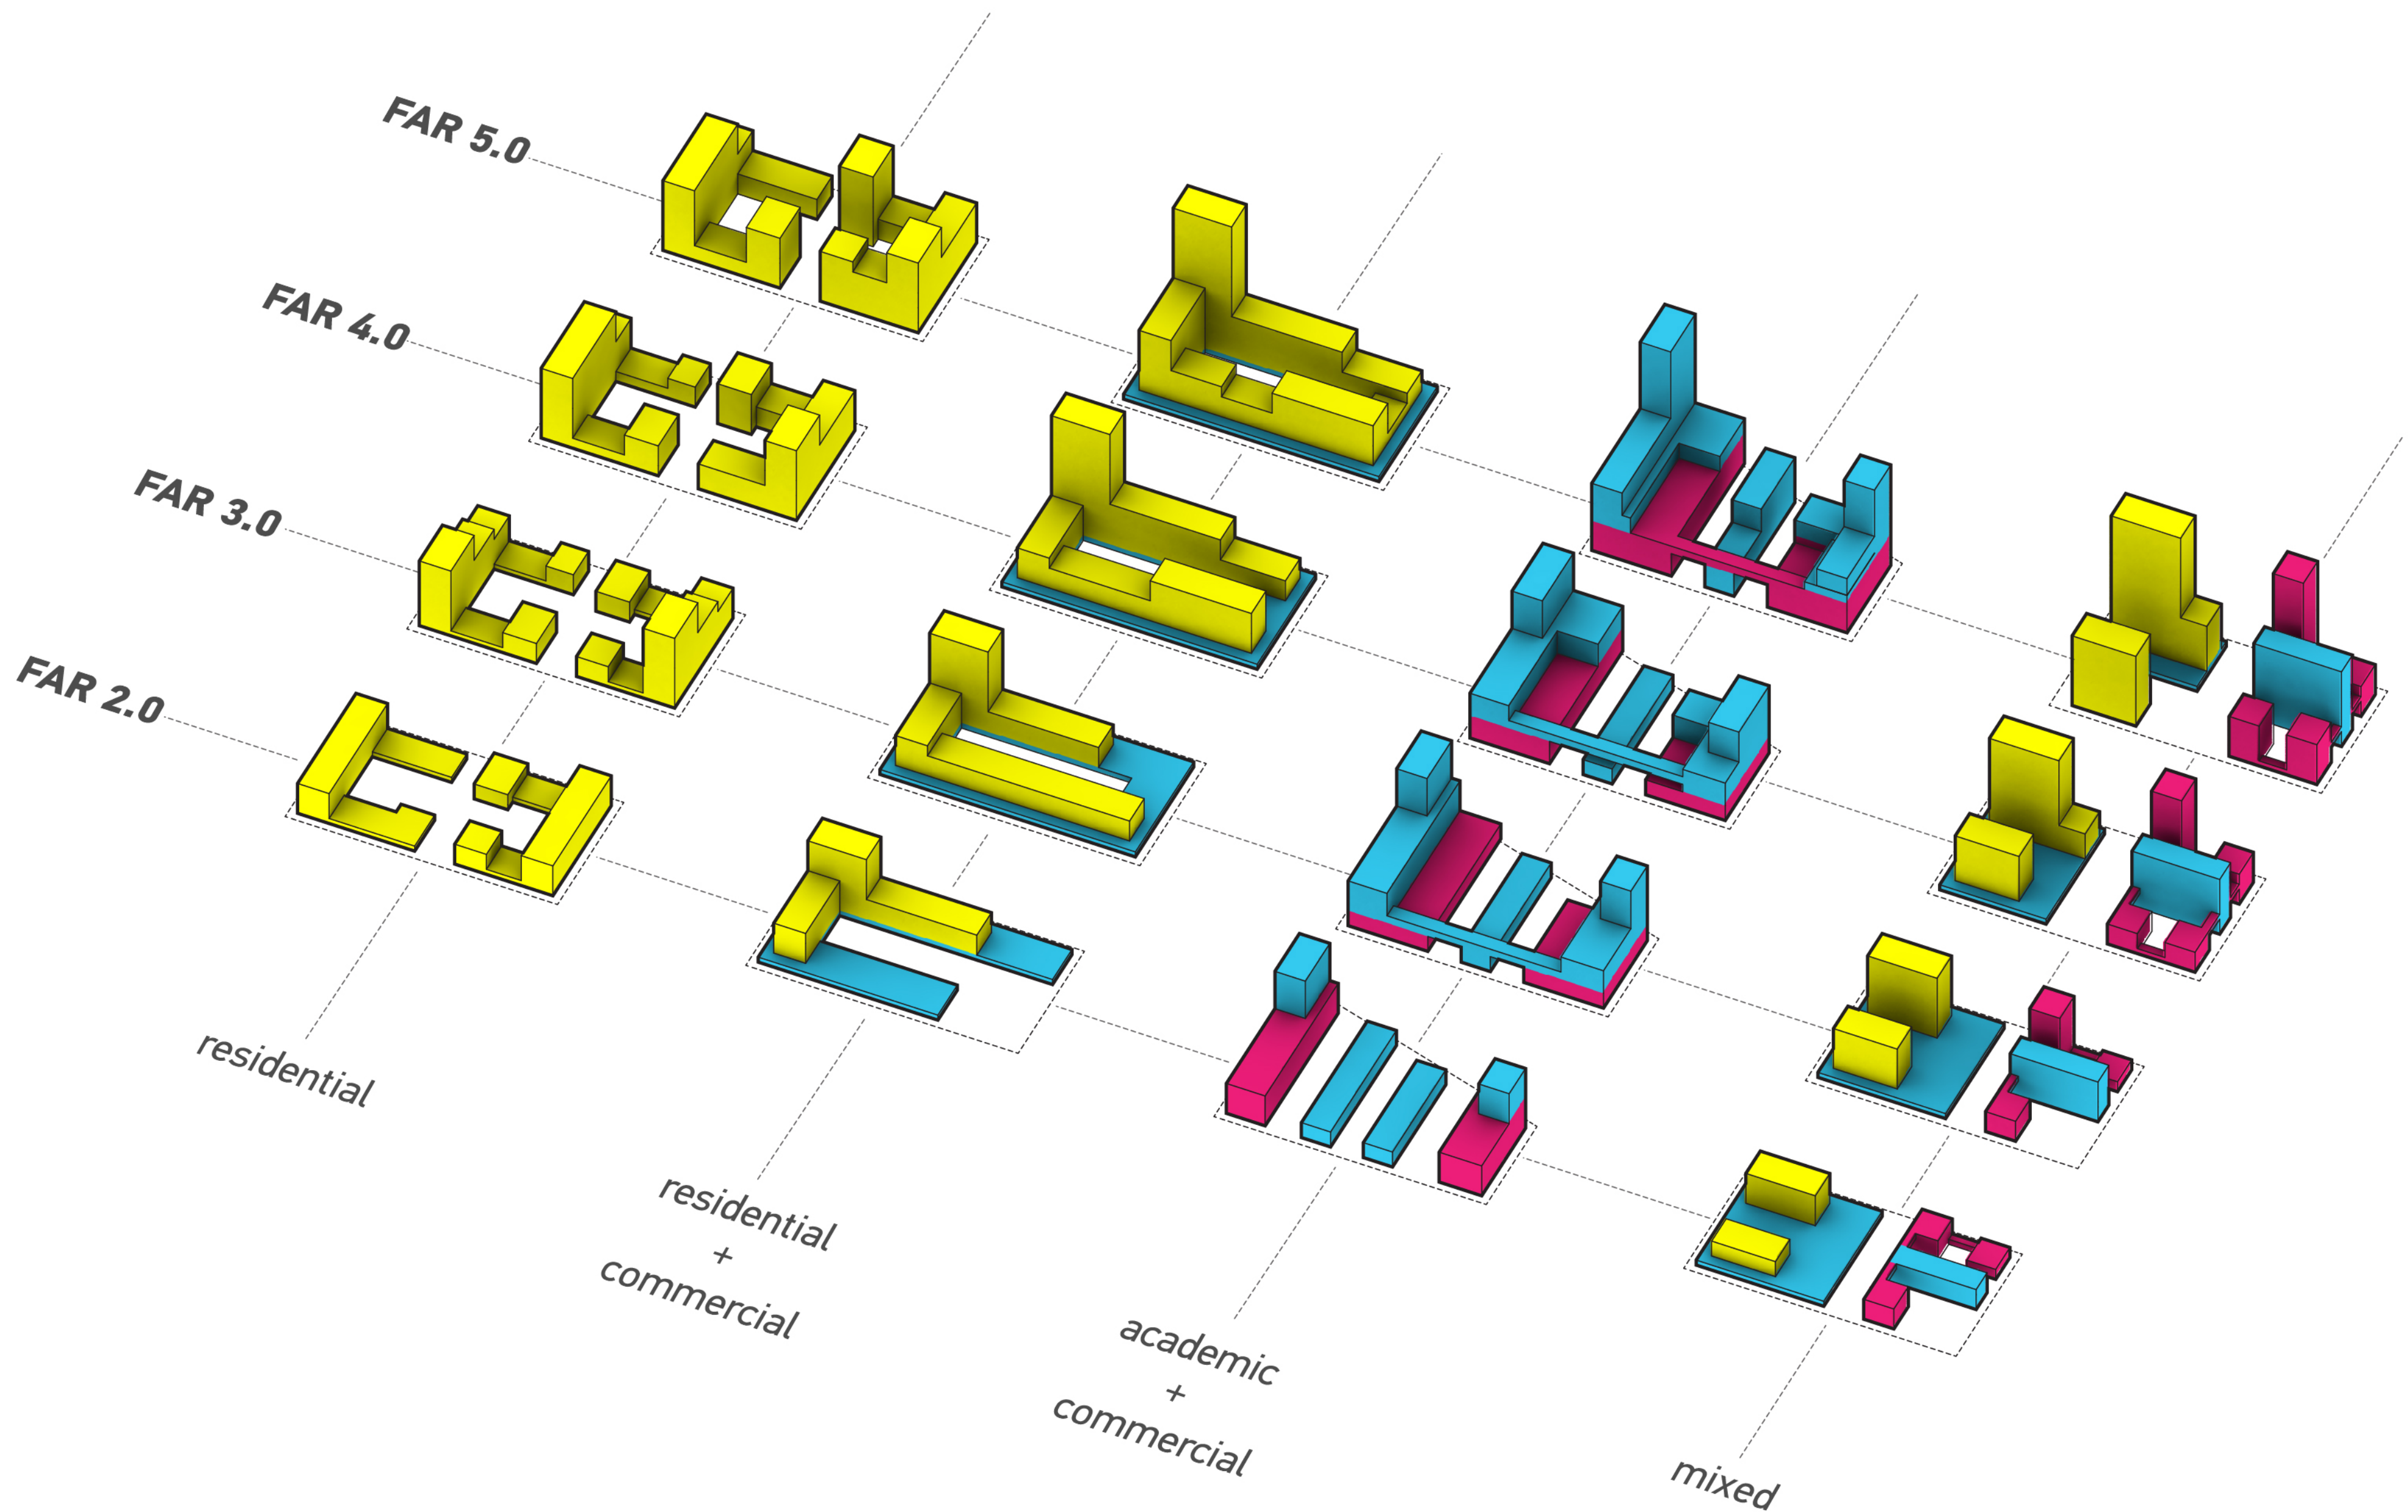 FAR 5.0
FAR 4.0
FAR 3.0
FAR 2.0
residential
residential
+
commercial
academic
+
commercial
mixed